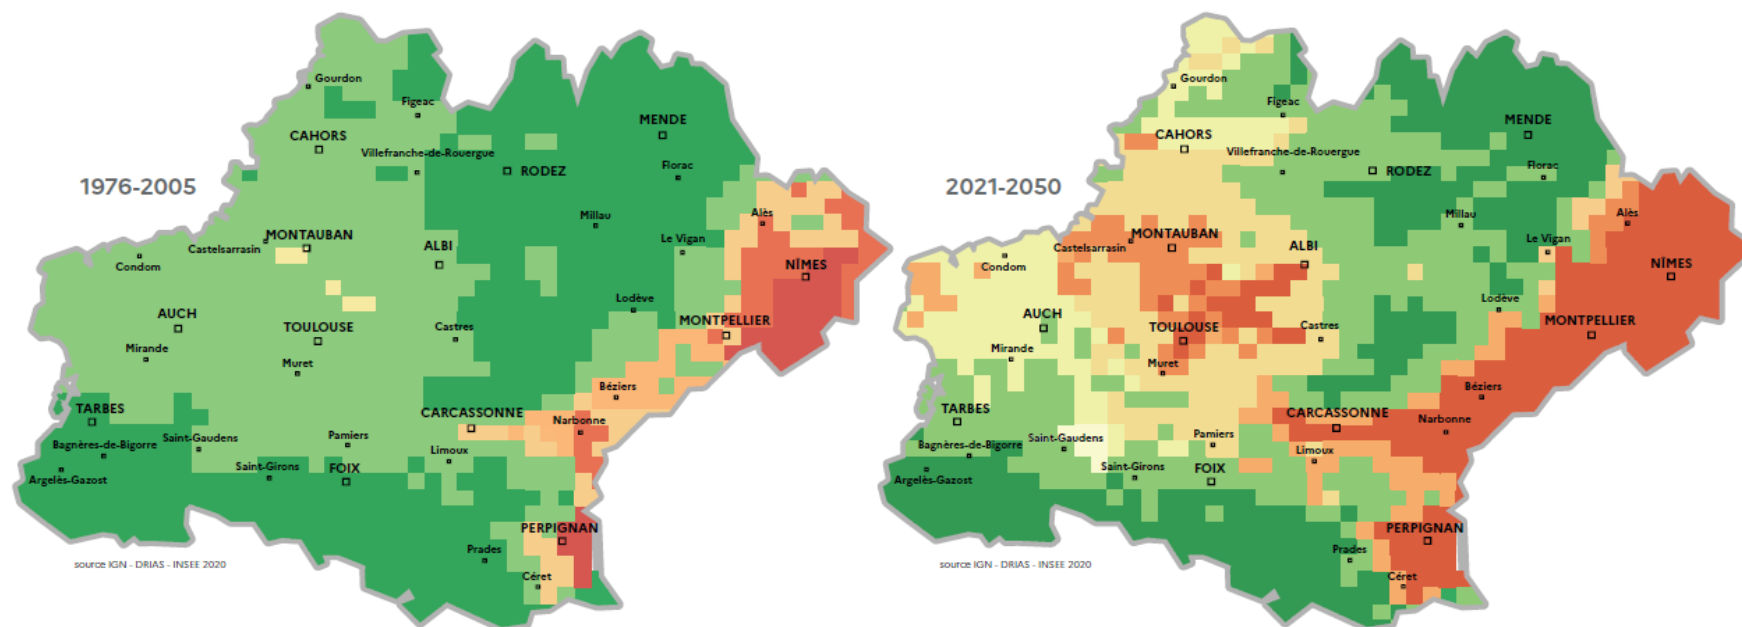 Gourdon
Figeac
CAHORS
MENDE
Villefranche-de-Rouergue
RODEZ
Florac
1976-2005
Millau
Alès
MONTAUBAN
Castelsarrasin
ALBI
Le Vigan
Condom
NÎMES
Lodève
AUCH
TOULOUSE
Castres
MONTPELLIER
Mirande
Muret
Béziers
TARBES
CARCASSONNE
Narbonne
Bagnères-de-Bigorre
Saint-Gaudens
Pamiers
Limoux
Argelès-Gazost
Saint-Girons
FOIX
PERPIGNAN
Prades
Céret
source IGN - DRIAS - INSEE 2020
Gourdon
Figeac
CAHORS
MENDE
Villefranche-de-Rouergue
RODEZ
Florac
2021-2050
Millau
Alès
MONTAUBAN
Castelsarrasin
ALBI
Le Vigan
Condom
NÎMES
Lodève
AUCH
TOULOUSE
Castres
MONTPELLIER
Mirande
Muret
Béziers
TARBES
CARCASSONNE
Narbonne
Bagnères-de-Bigorre
Saint-Gaudens
Pamiers
Limoux
Argelès-Gazost
Saint-Girons
FOIX
PERPIGNAN
Prades
Céret
source IGN - DRIAS - INSEE 2020